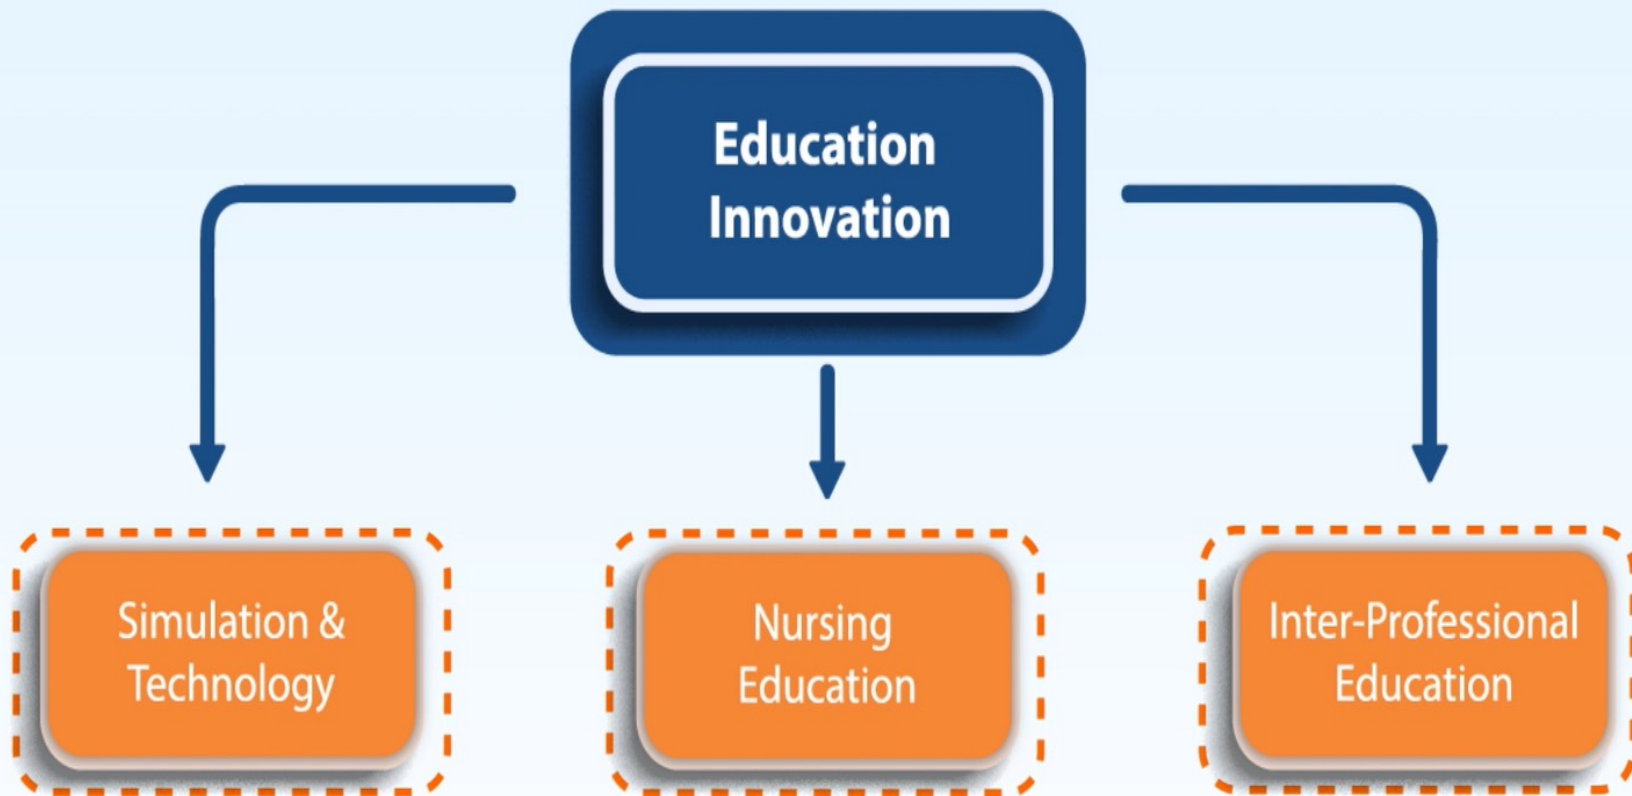 Education
Innovation
Simulation &
Technology
Nursing
Education
Inter-Professional
Education